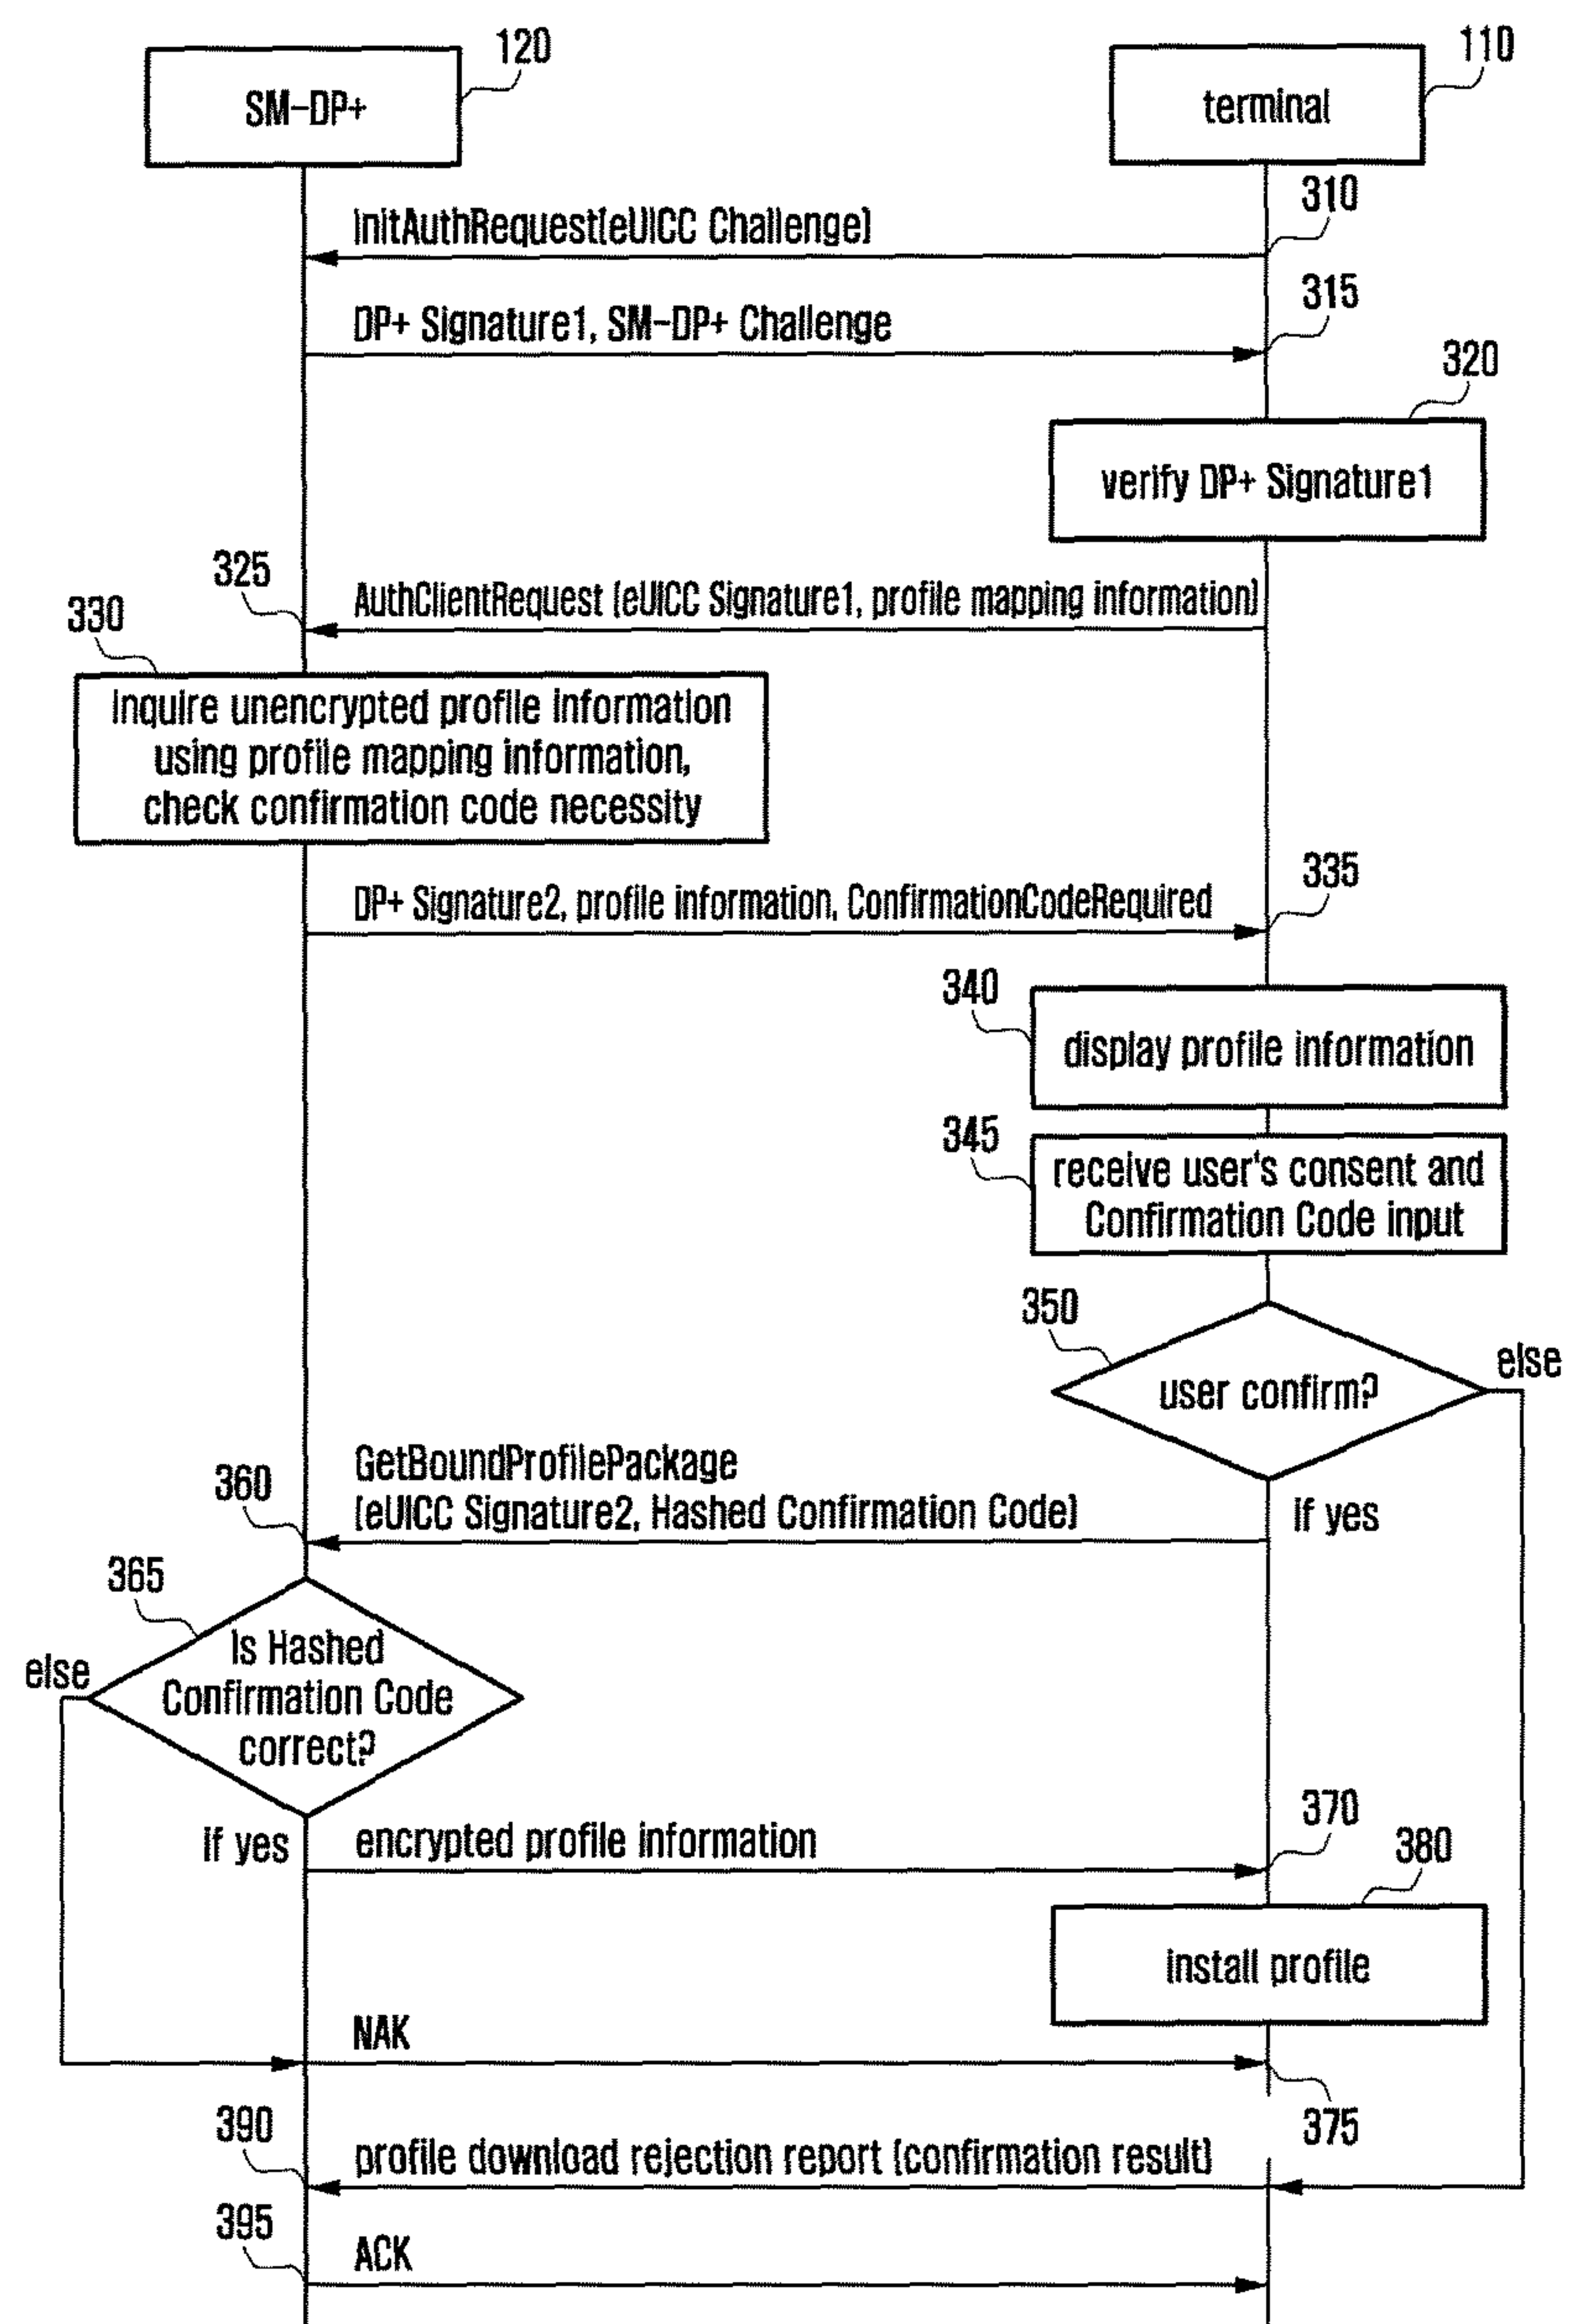 120
110
SM-DP+
terminal
310
InitAuthRequest(eUICC Challenge)
315
DP+ Signature1, SM-DP+ Challenge
320
verify DP+ Signature1
325
AuthClientRequest (eUICC Signature1, profile mapping information)
330
Inquire unencrypted profile information
using profile mapping information,
check confirmation code necessity
335
DP+ Signature2, profile information, ConfirmationCodeRequired
340
display profile information
345
receive user's consent and
Confirmation Code input
350
else
user confirm?
GetBoundProfilePackage
360
(eUICC Signature2, Hashed Confirmation Code)
if yes
365
else
Is Hashed
Confirmation Code
correct?
370
if yes
encrypted profile information
380
install profile
NAK
375
390
profile download rejection report (confirmation result)
395
ACK